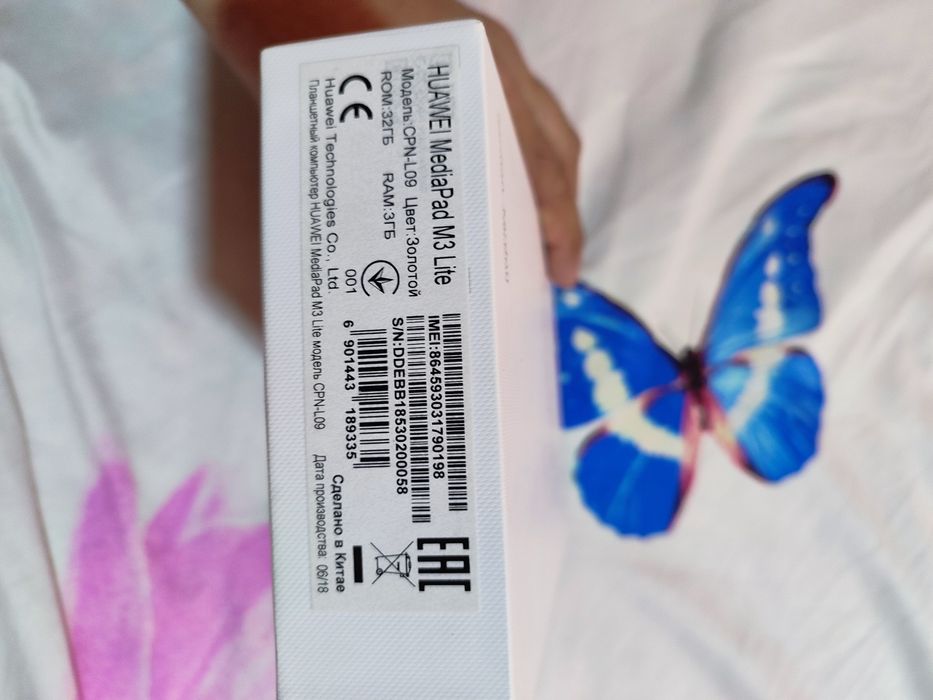 HUAWEI MediaPad M3 Lite
Модель:CPN-L09 Цвет:Золотой
ROM:32ГБ RAM:3ГБ
CE
001
Huawei Technologies Co., Ltd
Планшетный компьютер HUAWEI MediaPad M3 Lite модель CPN-L09 Дата производства: 06/18
IMEI:864593031790198
S/N:DDEBB18530200058
6 901443 189335
Сделано в Китае
EAC